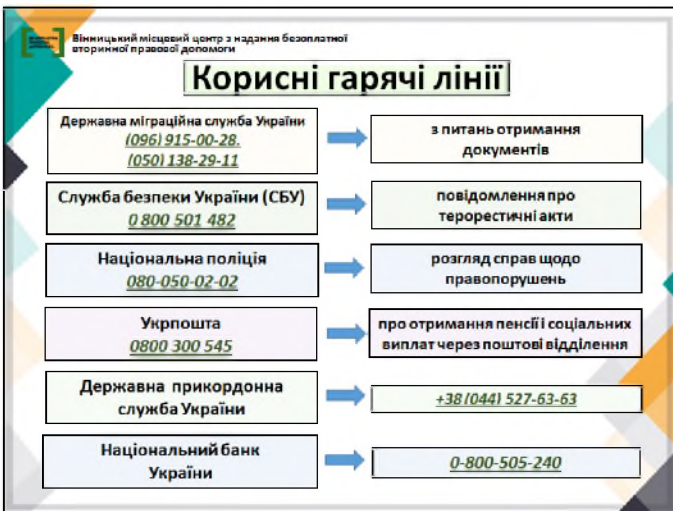 Вінницький місцевий центр з надання безоплатної
вторинної правової допомоги
Корисні гарячі лінії
Державна міграційна служба України
(096) 915-00-28.
(050) 138-29-11
з питань отримання
документів
Служба безпеки України (СБУ)
0 800 501 482
повідомлення про
терорестичні акти
Національна поліція
080-050-02-02
розгляд справ щодо
правопорушень
Укрпошта
0800 300 545
про отримання пенсії і соціальних
виплат через поштові відділення
Державна прикордонна
служба України
+38 (044) 527-63-63
Національний банк
України
0-800-505-240